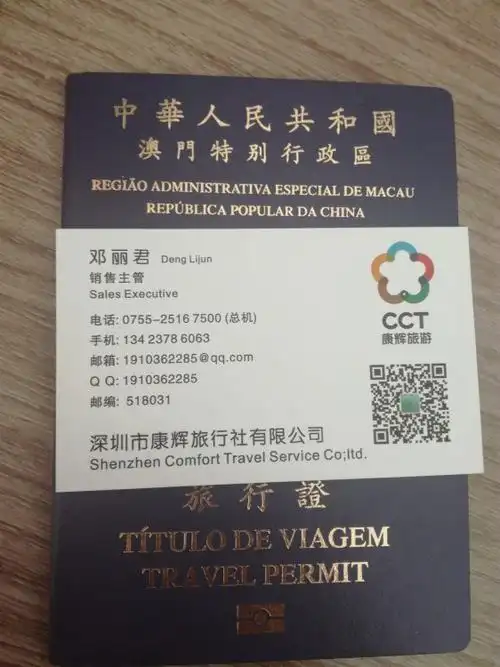 中華人民共和國
澳門特別行政區
REGIÃO ADMINISTRATIVA ESPECIAL DE MACAU
REPÚBLICA POPULAR DA CHINA
邓丽君 Deng Lijun
销售主管
Sales Executive
电话: 0755-2516 7500 (总机)
手机: 134 2378 6063
邮箱: 1910362285@qq.com
Q Q: 1910362285
邮编: 518031
CCT
康辉旅游
深圳市康辉旅行社有限公司
Shenzhen Comfort Travel Service Co;ltd.
旅行證
TÍTULO DE VIAGEM
TRAVEL PERMIT